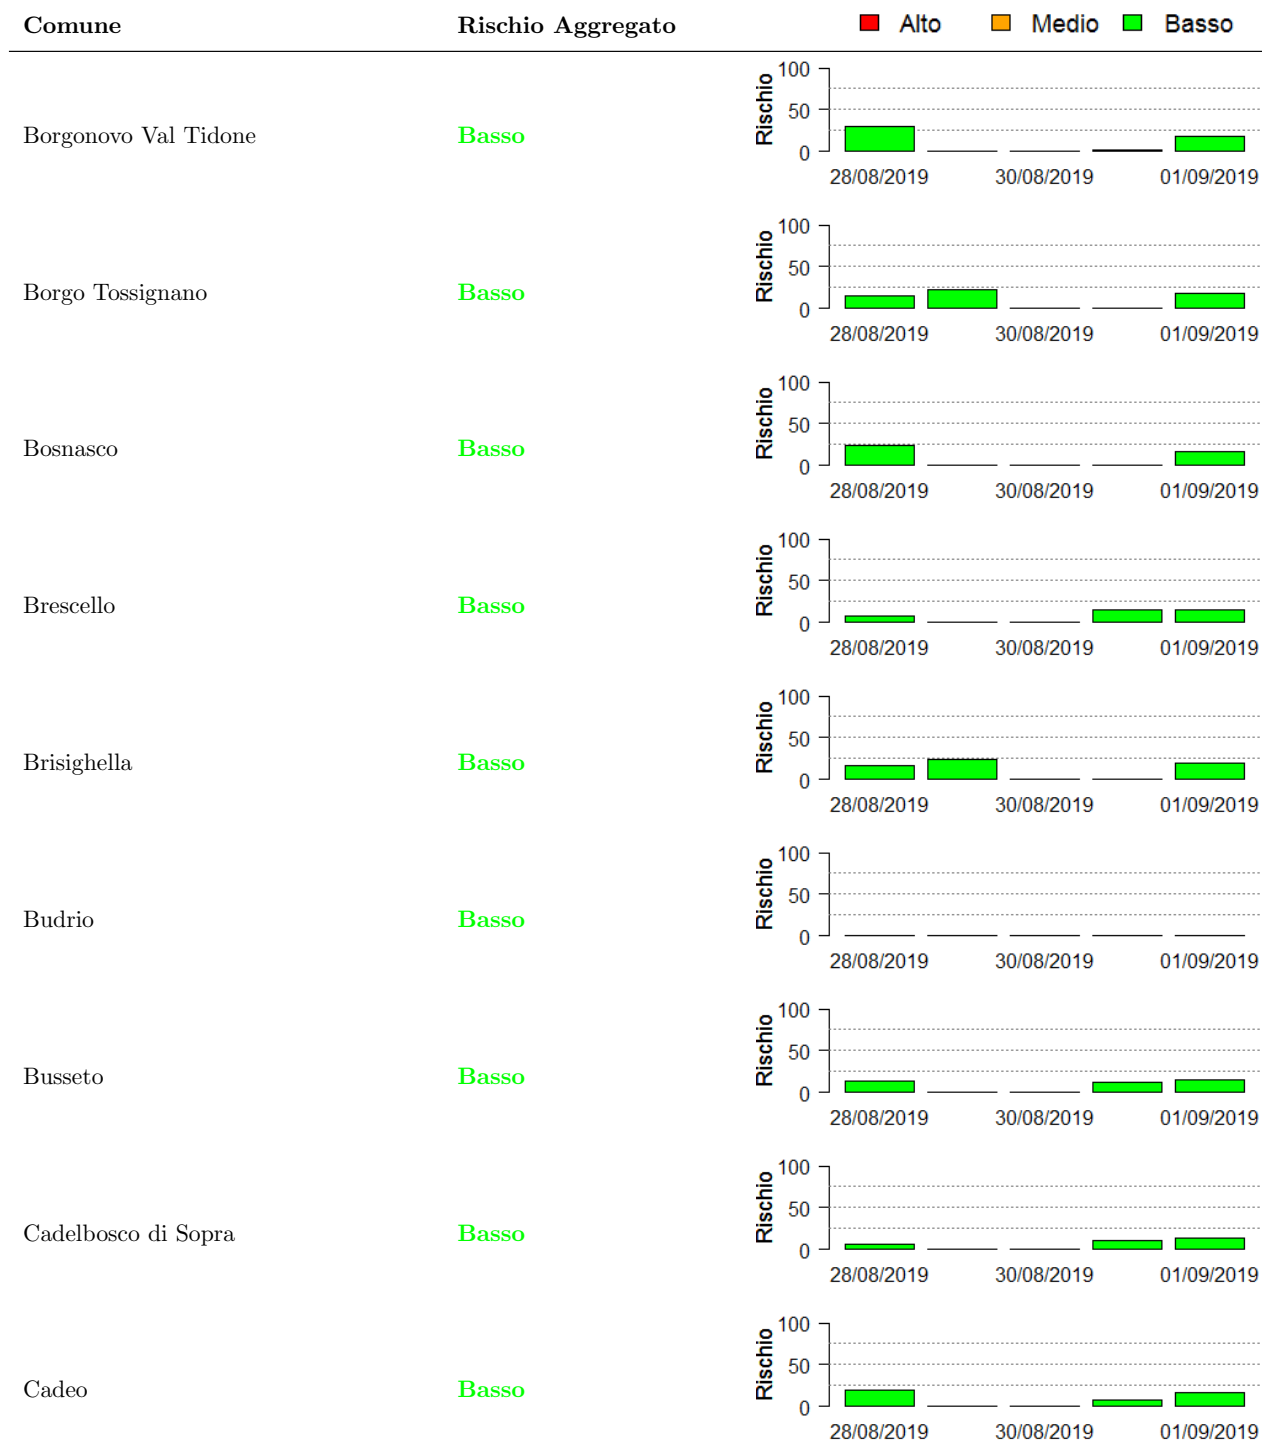 Comune Rischio Aggregato Alto Medio Basso
Borgonovo Val Tidone Basso
Rischio
100
50
0
28/08/2019 30/08/2019 01/09/2019
Borgo Tossignano Basso
Rischio
100
50
0
28/08/2019 30/08/2019 01/09/2019
Bosnasco Basso
Rischio
100
50
0
28/08/2019 30/08/2019 01/09/2019
Brescello Basso
Rischio
100
50
0
28/08/2019 30/08/2019 01/09/2019
Brisighella Basso
Rischio
100
50
0
28/08/2019 30/08/2019 01/09/2019
Budrio Basso
Rischio
100
50
0
28/08/2019 30/08/2019 01/09/2019
Busseto Basso
Rischio
100
50
0
28/08/2019 30/08/2019 01/09/2019
Cadelbosco di Sopra Basso
Rischio
100
50
0
28/08/2019 30/08/2019 01/09/2019
Cadeo Basso
Rischio
100
50
0
28/08/2019 30/08/2019 01/09/2019